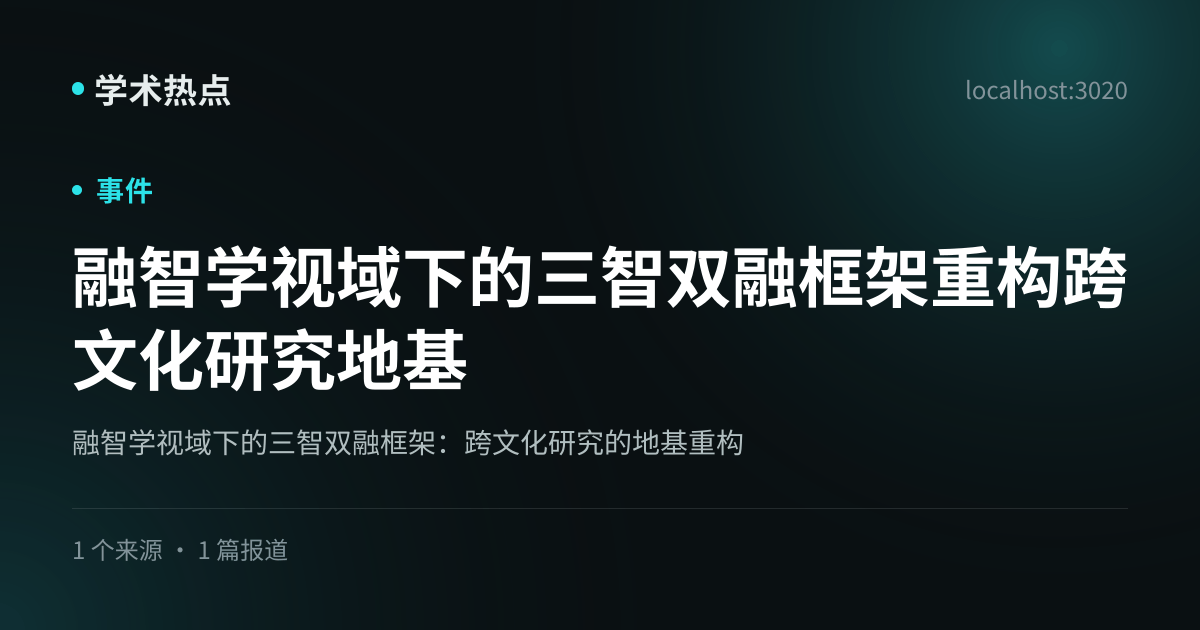 学术热点
localhost:3020
事件
融智学视域下的三智双融框架重构跨
文化研究地基
融智学视域下的三智双融框架：跨文化研究的地基重构
1 个来源 · 1 篇报道